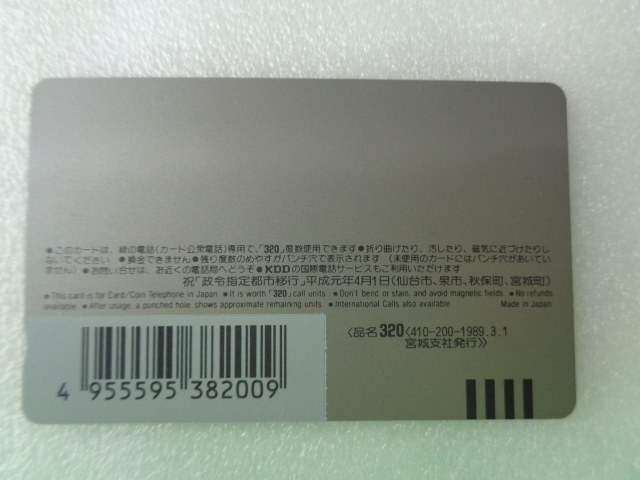 ●このカードは、緑の電話(カード公衆電話)専用で、「320」度数使用できます ●折り曲げたり、汚したり、磁気に近づけたりし
ないでください ●換金できません ●残り度数のめやすがパンチ穴で表示されます (未使用のカードにはパンチ穴があいてい
ません) ●お問い合せは、お近くの電話局へどうぞ ●KDDの国際電話サービスもご利用いただけます
祝「政令指定都市移行」平成元年4月1日(仙台市、泉市、秋保町、宮城町)
■This card is for Card/Coin Telephone in Japan. ■It is worth「320」call units. ■Don't bend or stain, and avoid magnetic fields. ■No refunds
available. ■After usage, a punched hole shows approximate remaining units. ■International Calls also available. Made in Japan
〈品名320〈410-200-1989.3.1
宮城支社発行〉〉
4 955595 382009